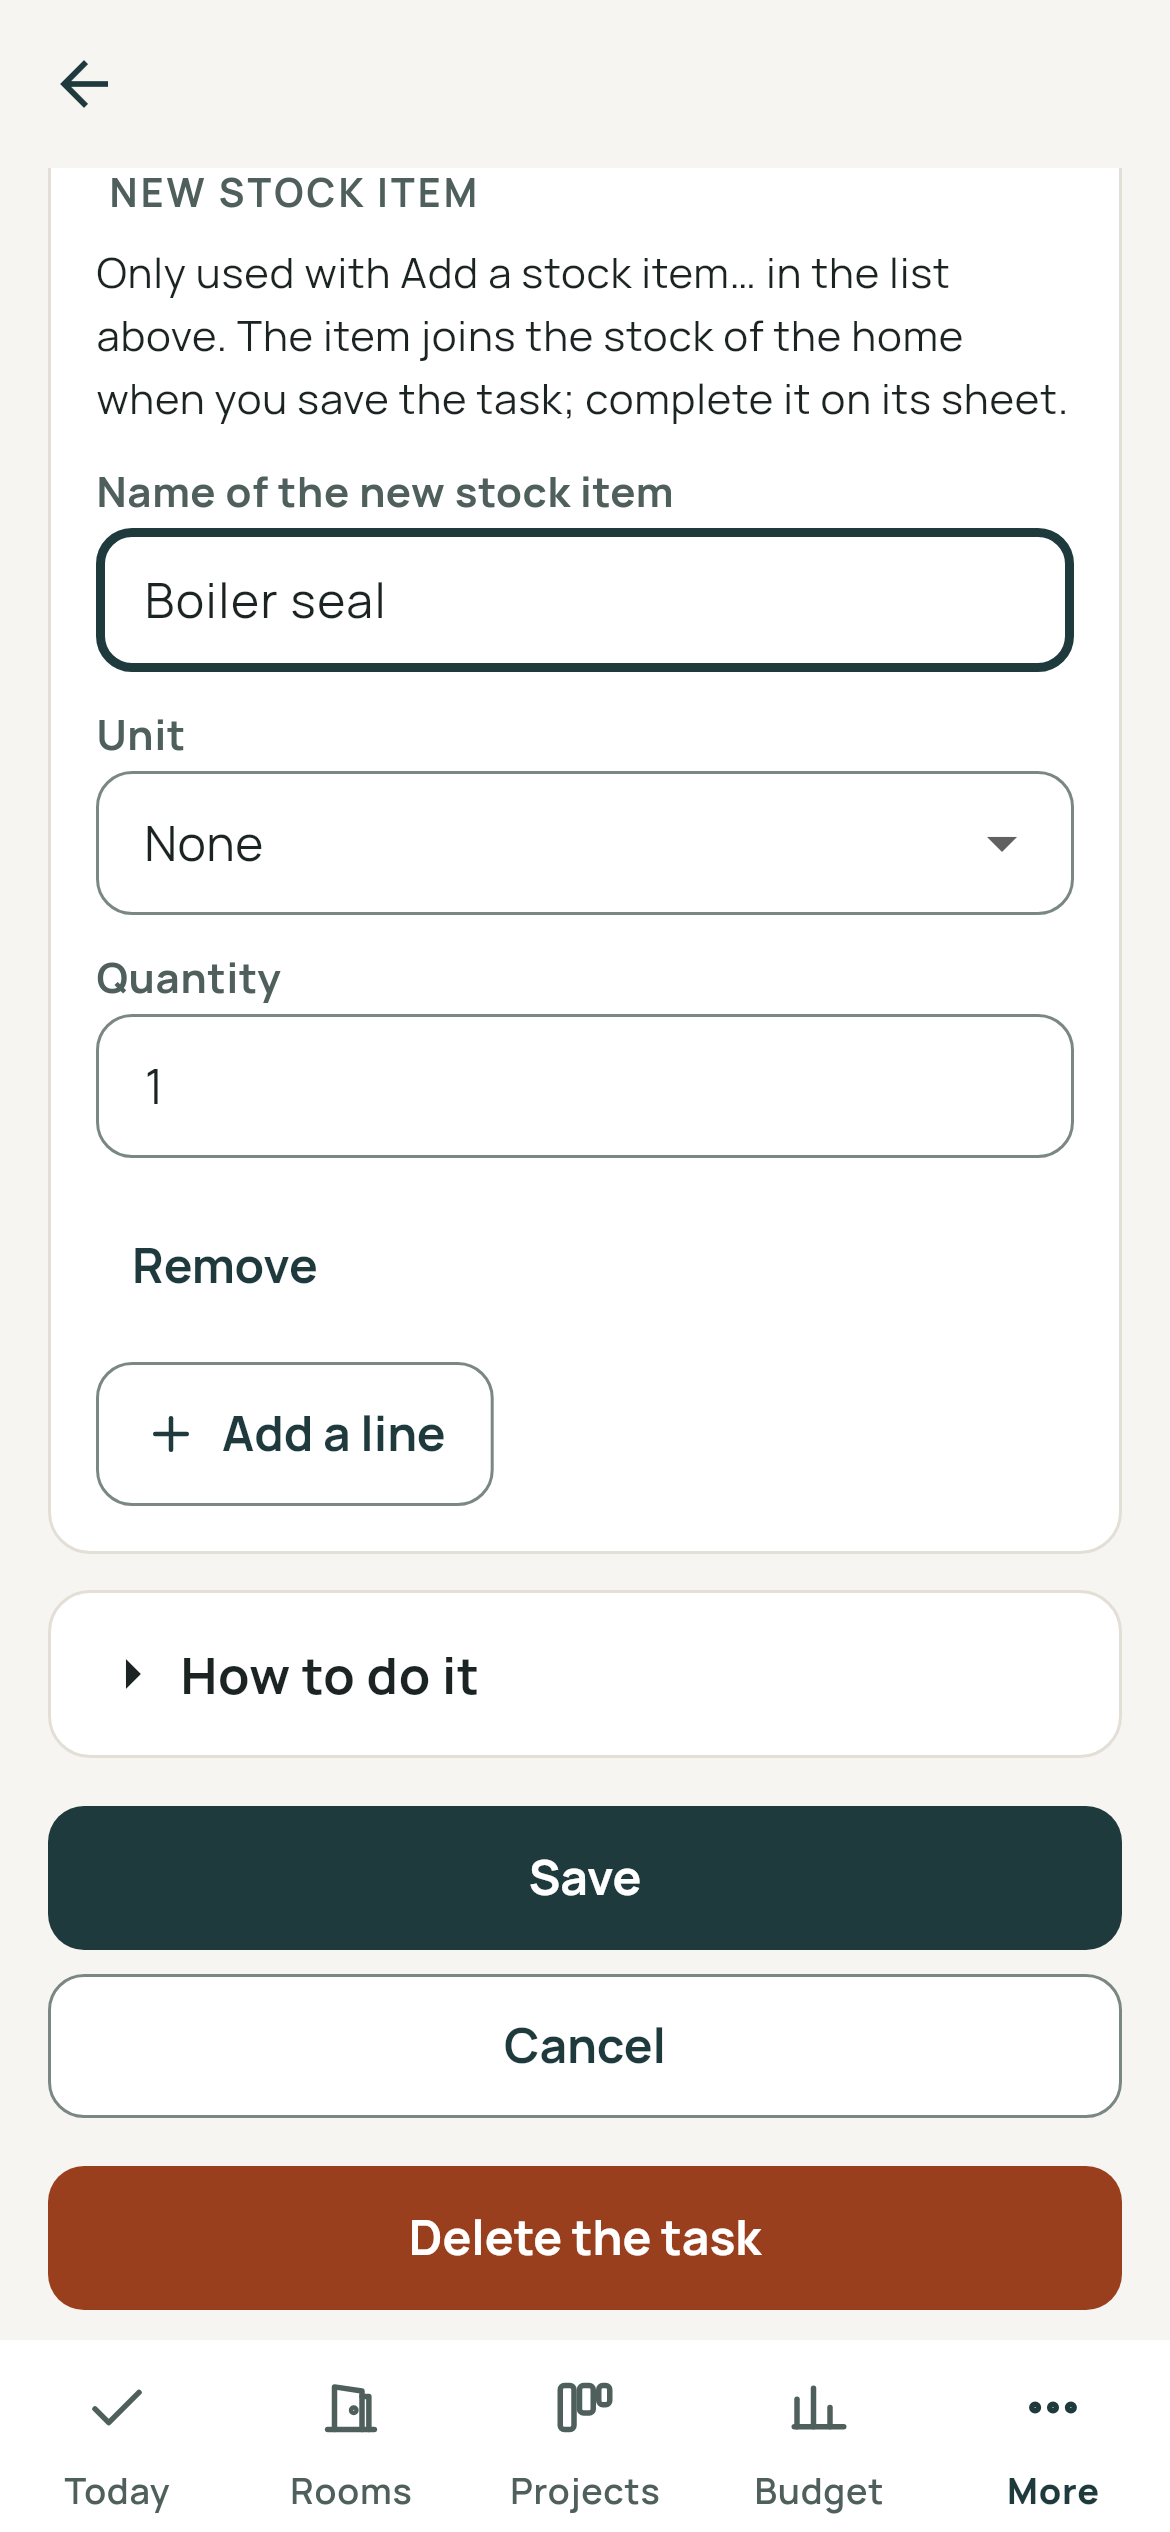 NEW STOCK ITEM
Only used with Add a stock item... in the list
above. The item joins the stock of the home
when you save the task; complete it on its sheet.
Name of the new stock item
Boiler seal
Unit
None
Quantity
1
Remove
Add a line
How to do it
Save
Cancel
Delete the task
Today
Rooms
Projects
Budget
More